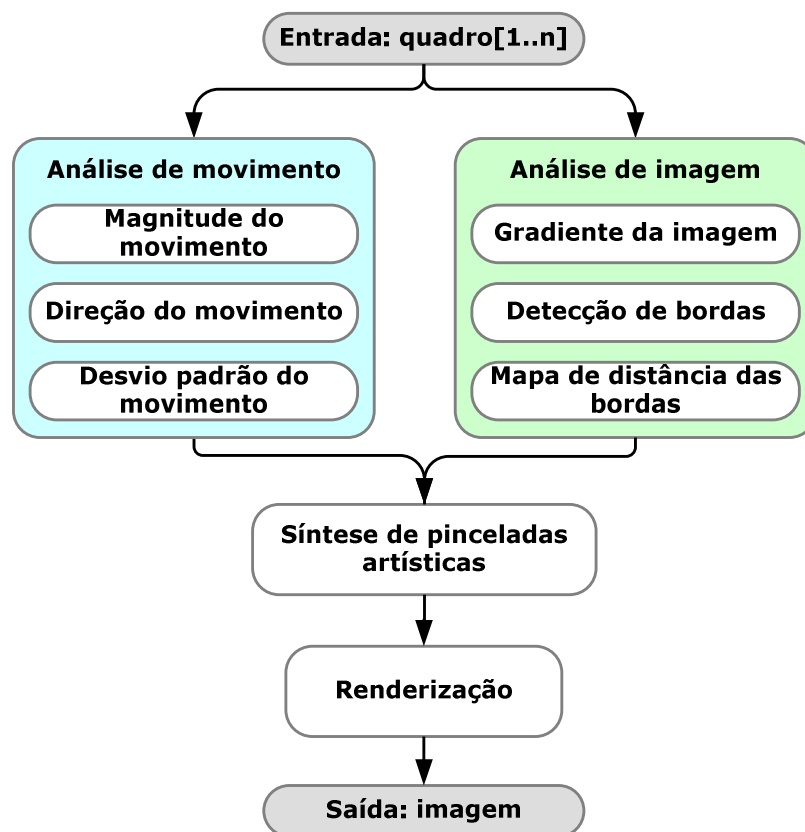 Entrada: quadro[1..n]
Análise de movimento
Magnitude do
movimento
Direção do movimento
Desvio padrão do
movimento
Análise de imagem
Gradiente da imagem
Detecção de bordas
Mapa de distância das
bordas
Síntese de pinceladas
artísticas
Renderização
Saída: imagem